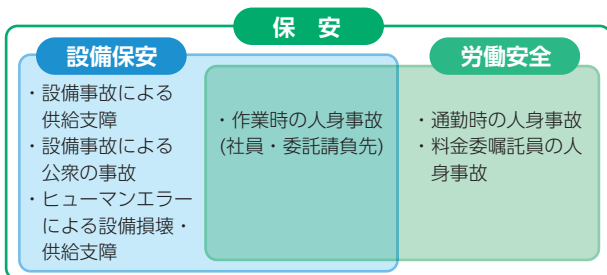 保 安
設備保安
・設備事故による
供給支障
・設備事故による
公衆の事故
・ヒューマンエラー
による設備損壊・
供給支障
・作業時の人身事故
(社員・委託請負先)
労働安全
・通勤時の人身事故
・料金委嘱託員の人
身事故